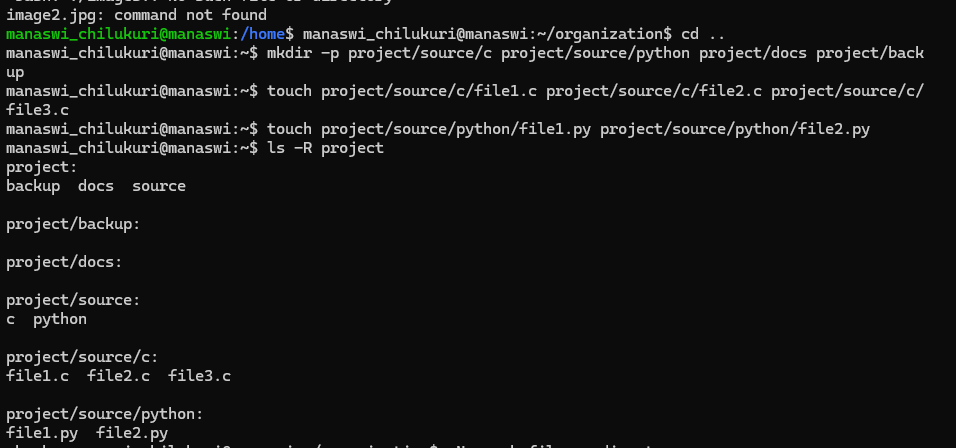 image2.jpg: command not found
manaswi_chilukuri@manaswi:/home$ manaswi_chilukuri@manaswi:~/organization$ cd ..
manaswi_chilukuri@manaswi:~$ mkdir -p project/source/c project/source/python project/docs project/back
up
manaswi_chilukuri@manaswi:~$ touch project/source/c/file1.c project/source/c/file2.c project/source/c/
file3.c
manaswi_chilukuri@manaswi:~$ touch project/source/python/file1.py project/source/python/file2.py
manaswi_chilukuri@manaswi:~$ ls -R project
project:
backup  docs  source
project/backup:
project/docs:
project/source:
c  python
project/source/c:
file1.c  file2.c  file3.c
project/source/python:
file1.py  file2.py